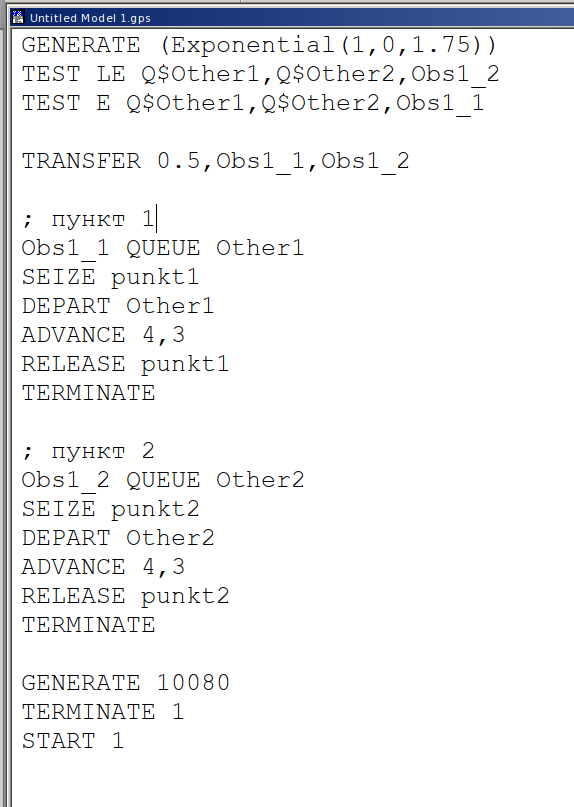 Untitled Model 1.gps
GENERATE (Exponential(1,0,1.75))
TEST LE Q$Other1,Q$Other2,Obs1_2
TEST E Q$Other1,Q$Other2,Obs1_1
TRANSFER 0.5,Obs1_1,Obs1_2
; пункт 1
Obs1_1 QUEUE Other1
SEIZE punkt1
DEPART Other1
ADVANCE 4,3
RELEASE punkt1
TERMINATE
; пункт 2
Obs1_2 QUEUE Other2
SEIZE punkt2
DEPART Other2
ADVANCE 4,3
RELEASE punkt2
TERMINATE
GENERATE 10080
TERMINATE 1
START 1